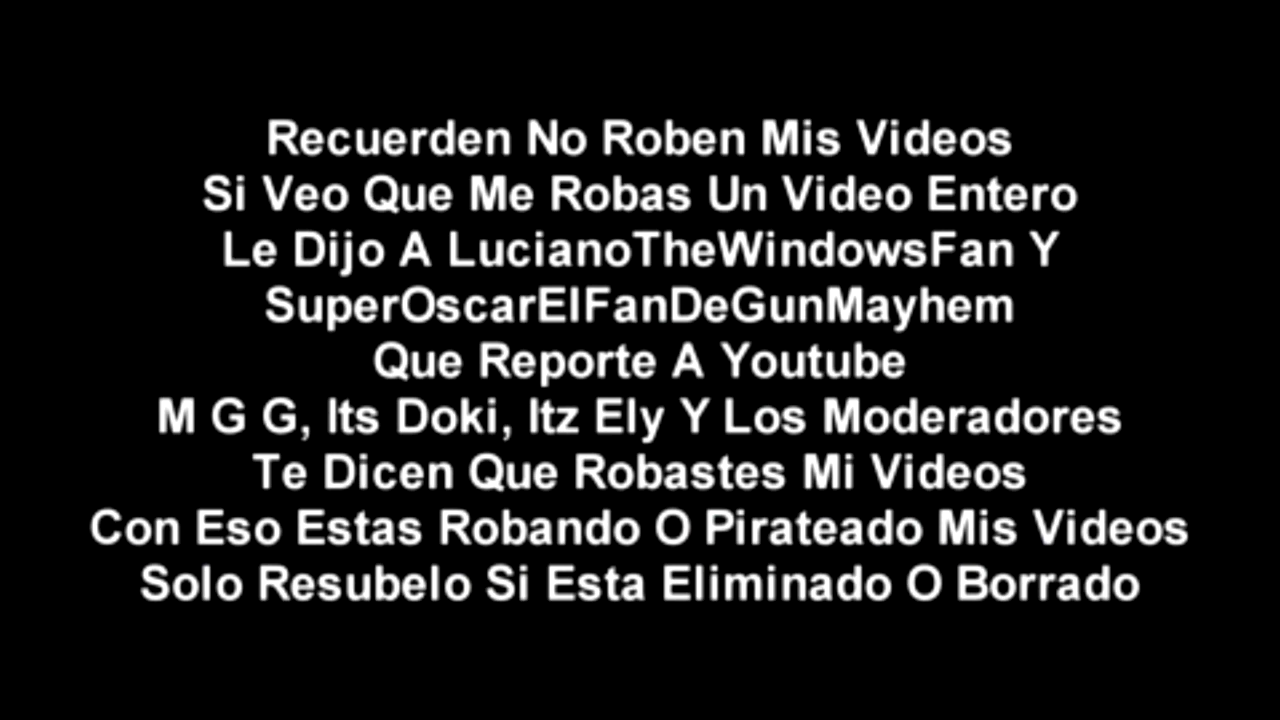 Recuerden No Roben Mis Videos
Si Veo Que Me Robas Un Video Entero
Le Dijo A LucianoTheWindowsFan Y
SuperOscarElFanDeGunMayhem
Que Reporte A Youtube
M G G, Its Doki, Itz Ely Y Los Moderadores
Te Dicen Que Robastes Mi Videos
Con Eso Estas Robando O Pirateado Mis Videos
Solo Resubelo Si Esta Eliminado O Borrado